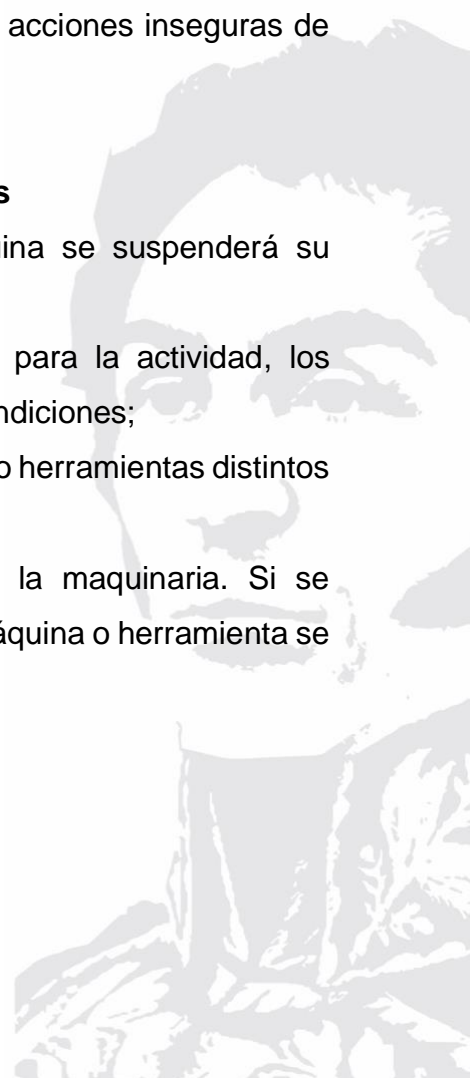 acciones inseguras de
s
ina se suspenderá su
para la actividad, los
ndiciones;
o herramientas distintos
la maquinaria. Si se
áquina o herramienta se